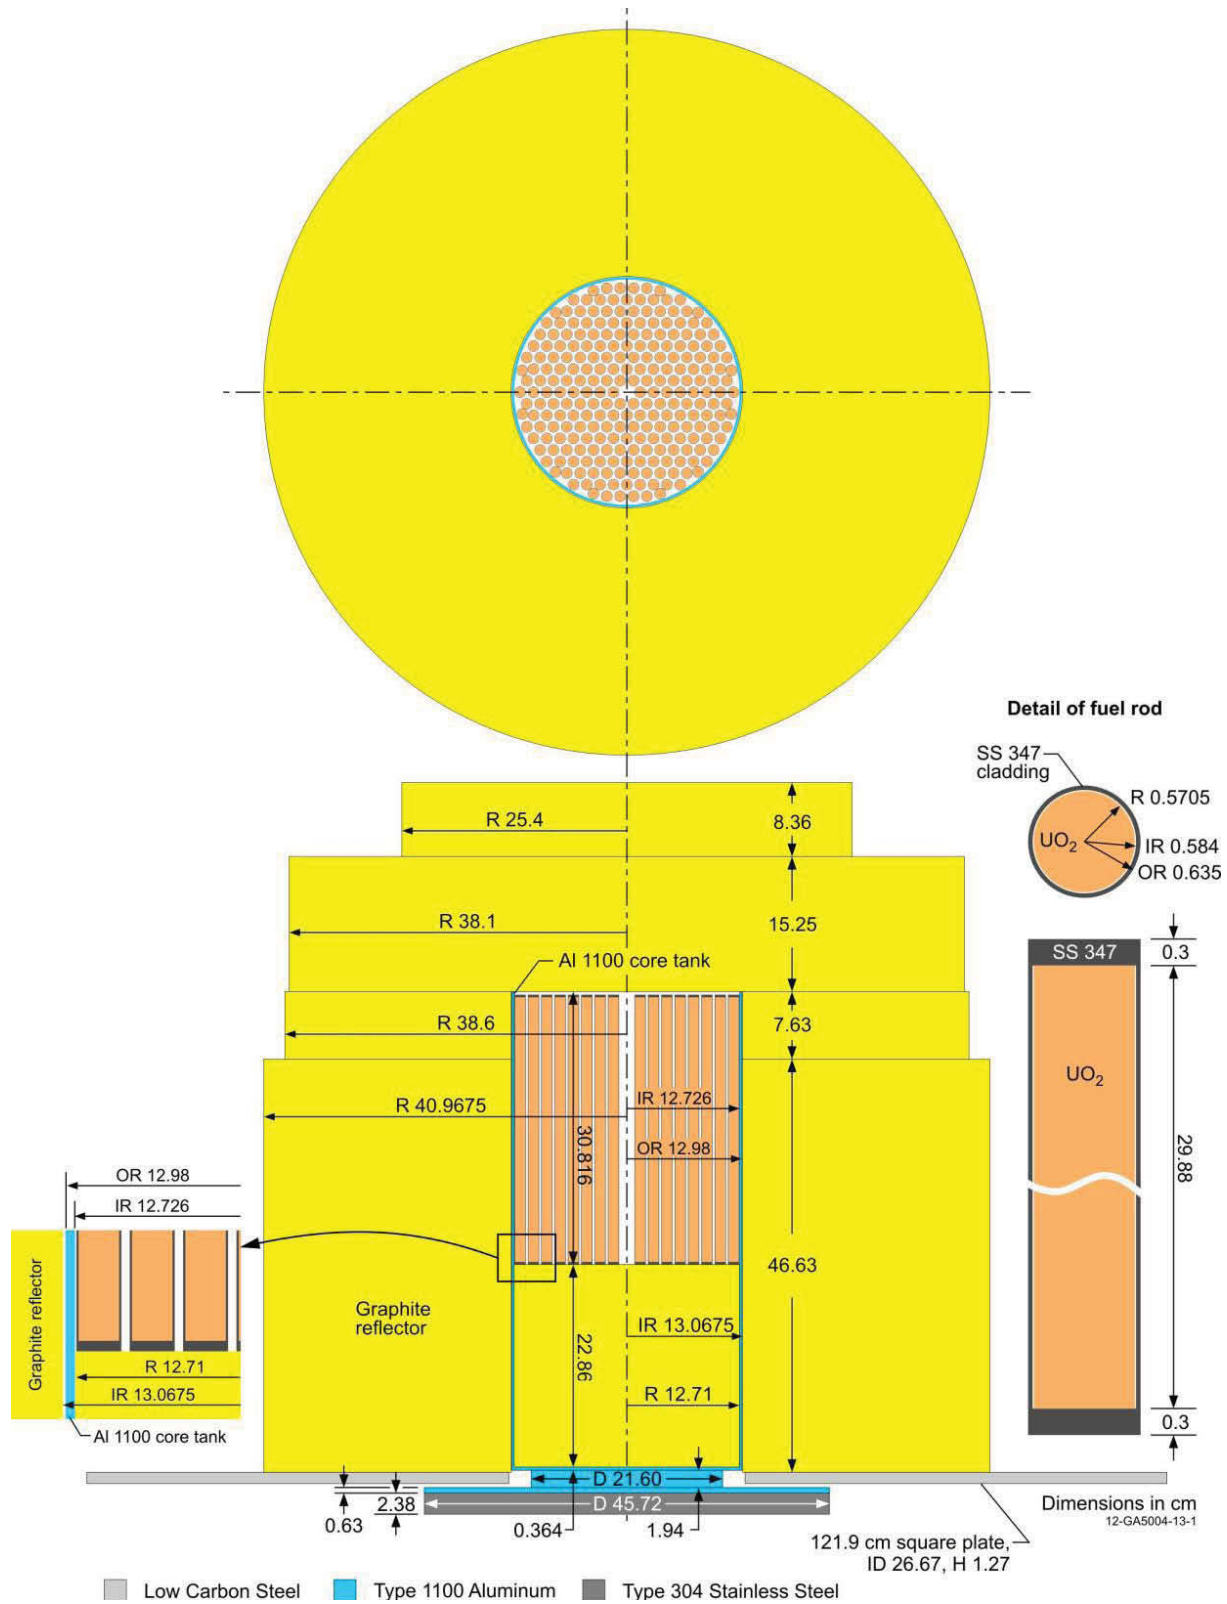 Detail of fuel rod
SS 347
cladding
R 0.5705
UO2
IR 0.584
OR 0.635
R 25.4
8.36
R 38.1
15.25
SS 347
0.3
Al 1100 core tank
R 38.6
7.63
UO2
R 40.9675
IR 12.726
30.816
OR 12.98
29.88
OR 12.98
IR 12.726
46.63
Graphite reflector
Graphite
reflector
22.86
IR 13.0675
R 12.71
IR 13.0675
R 12.71
0.3
Al 1100 core tank
D 21.60
2.38
D 45.72
0.63
0.364
1.94
Dimensions in cm
12-GA5004-13-1
121.9 cm square plate,
ID 26.67, H 1.27
Low Carbon Steel
Type 1100 Aluminum
Type 304 Stainless Steel